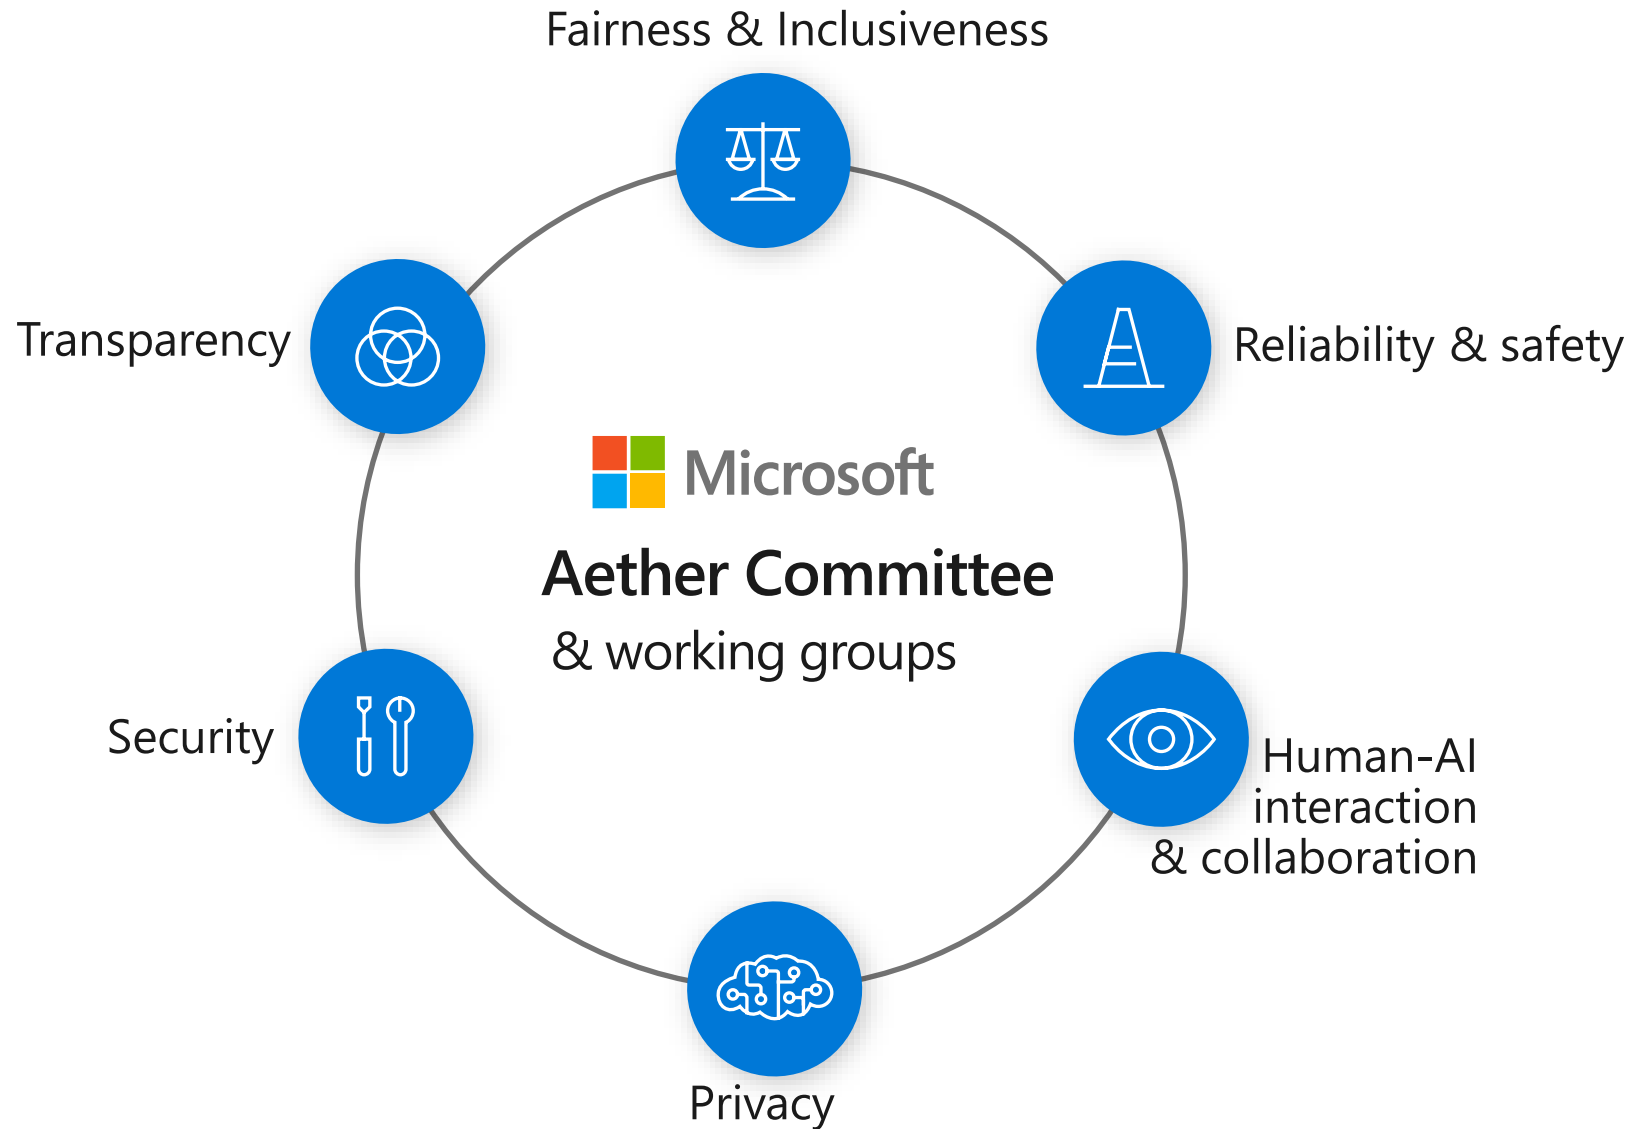 Fairness & Inclusiveness
Transparency
Reliability & safety
Microsoft
Aether Committee
& working groups
Security
Human-AI
interaction
& collaboration
Privacy